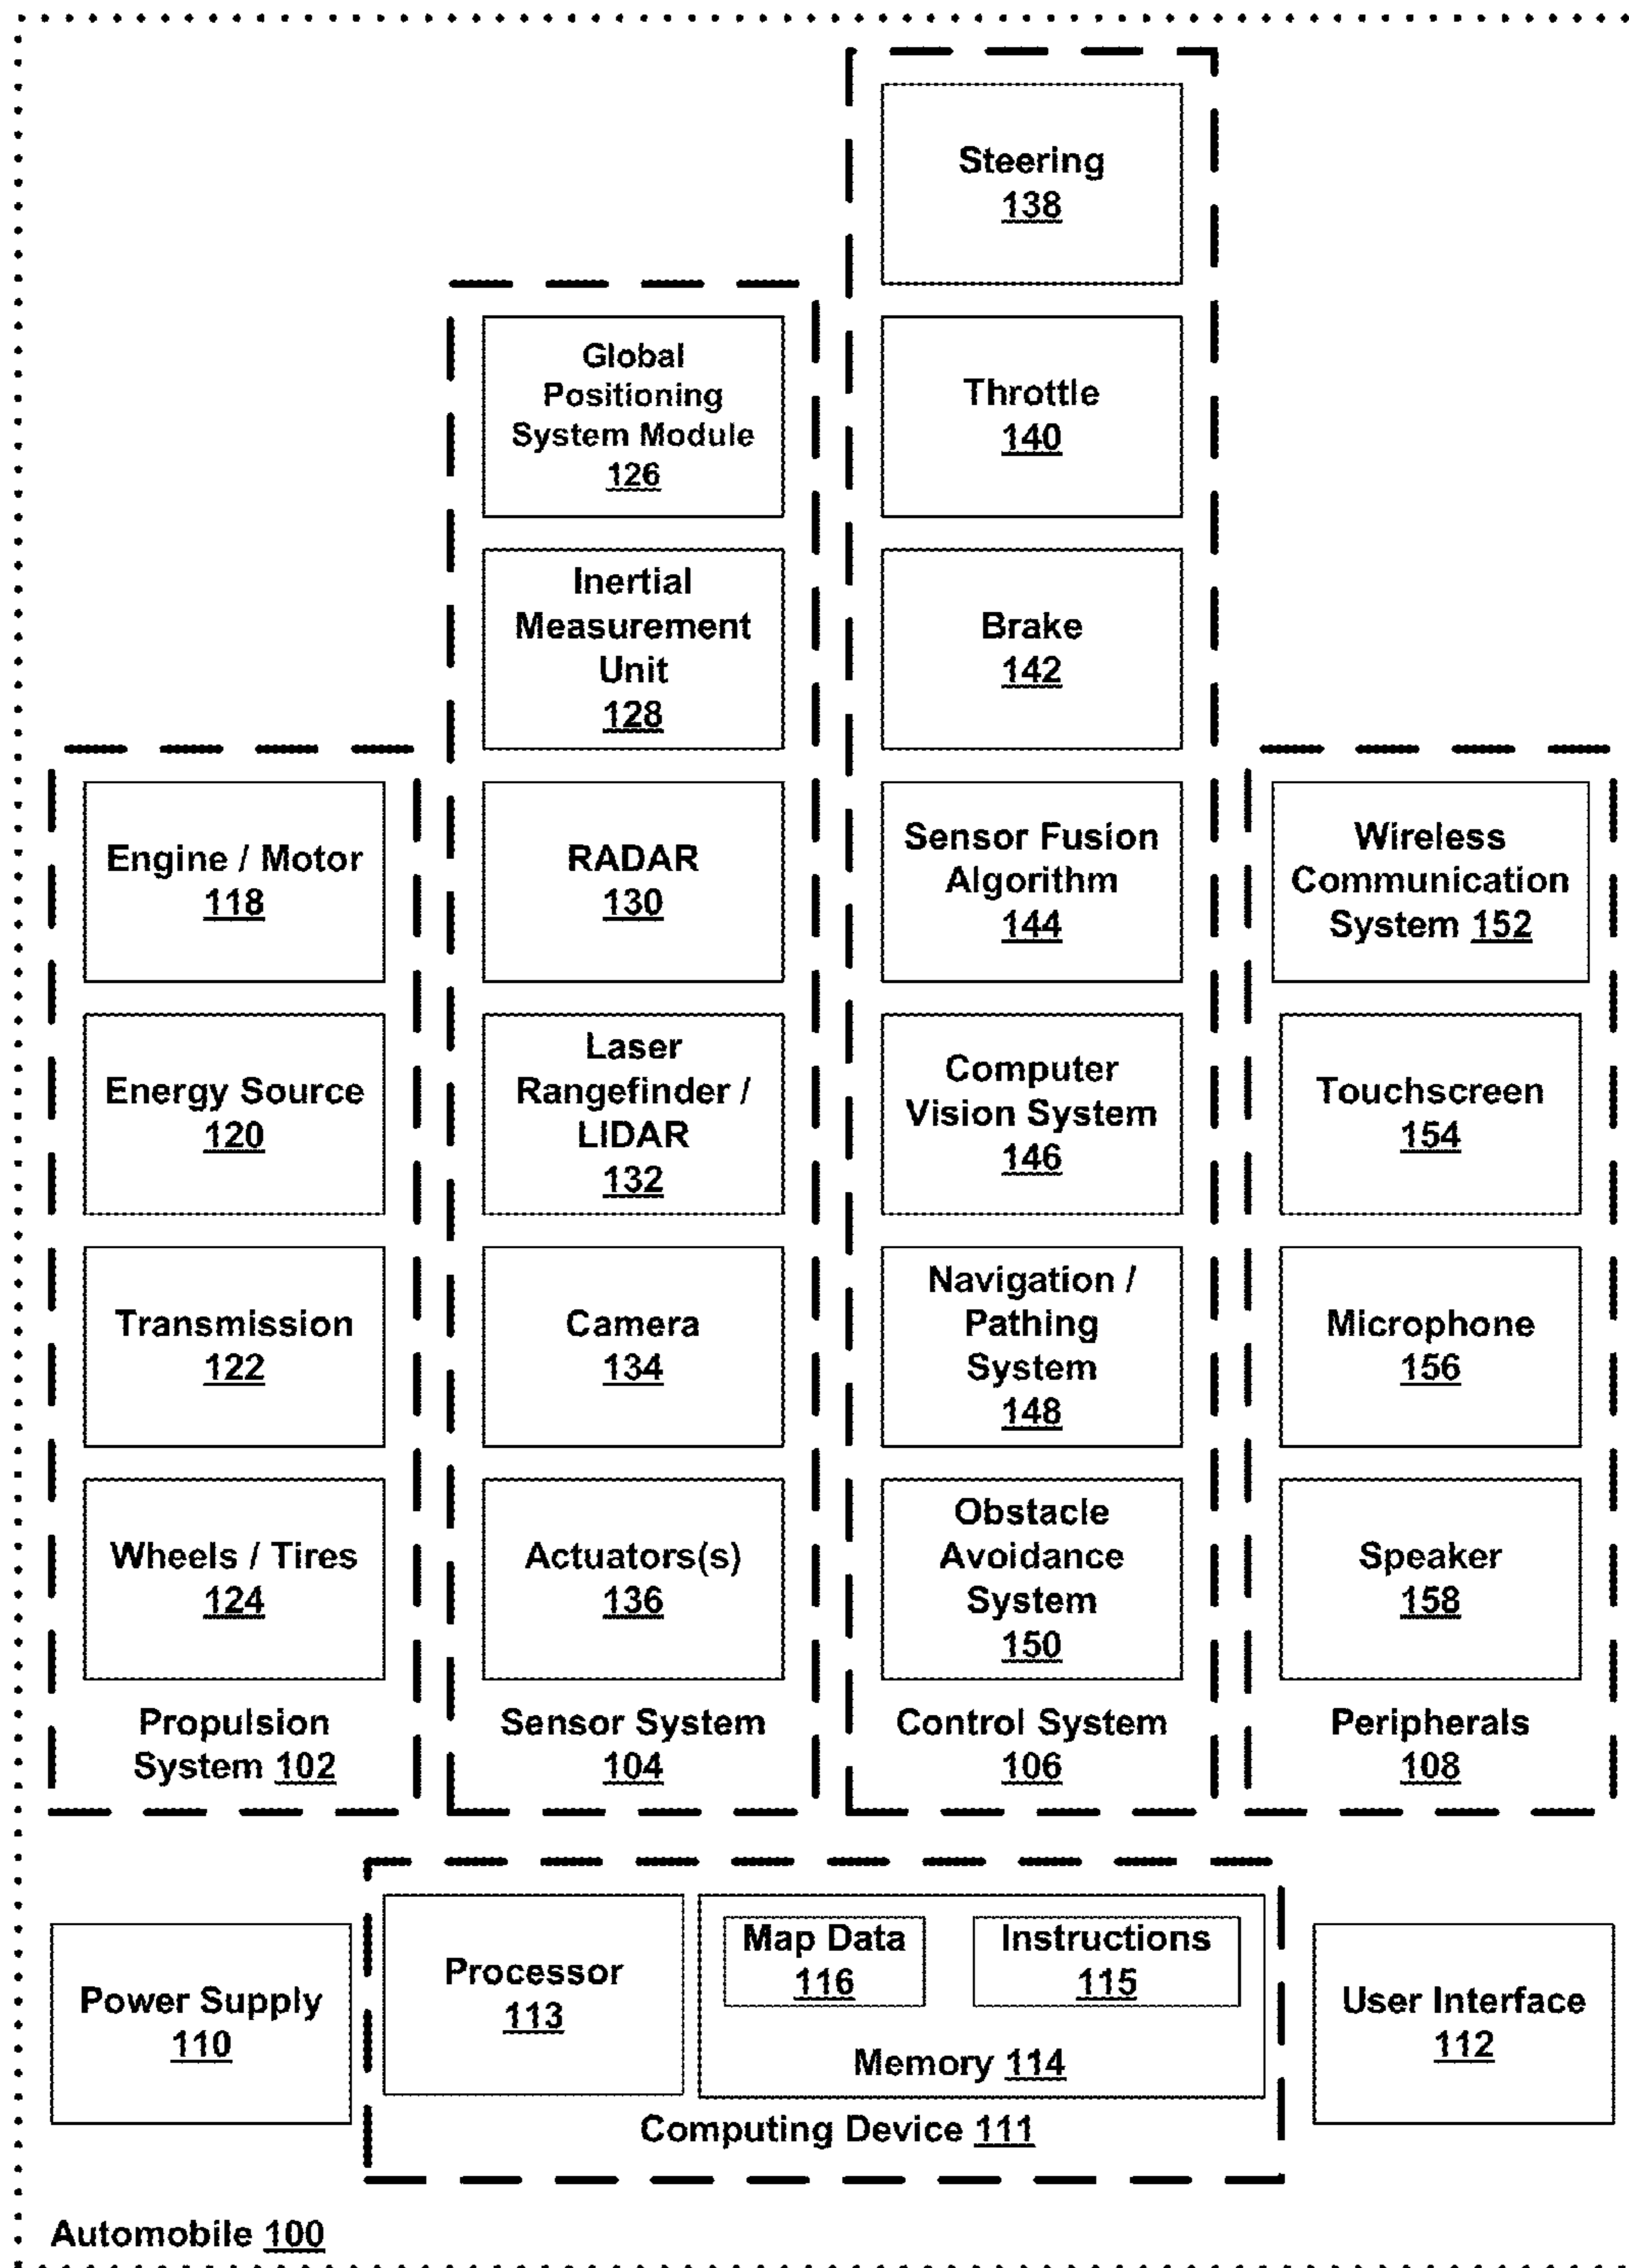 Steering
138
Throttle
140
Brake
142
Sensor Fusion
Algorithm
144
Computer
Vision System
146
Navigation /
Pathing
System
148
Obstacle
Avoidance
System
150
Control System
106
Global
Positioning
System Module
126
Inertial
Measurement
Unit
128
RADAR
130
Laser
Rangefinder /
LIDAR
132
Camera
134
Actuators(s)
136
Sensor System
104
Engine / Motor
118
Energy Source
120
Transmission
122
Wheels / Tires
124
Propulsion
System 102
Wireless
Communication
System 152
Touchscreen
154
Microphone
156
Speaker
158
Peripherals
108
Power Supply
110
Processor
113
Map Data
116
Instructions
115
Memory 114
Computing Device 111
User Interface
112
Automobile 100